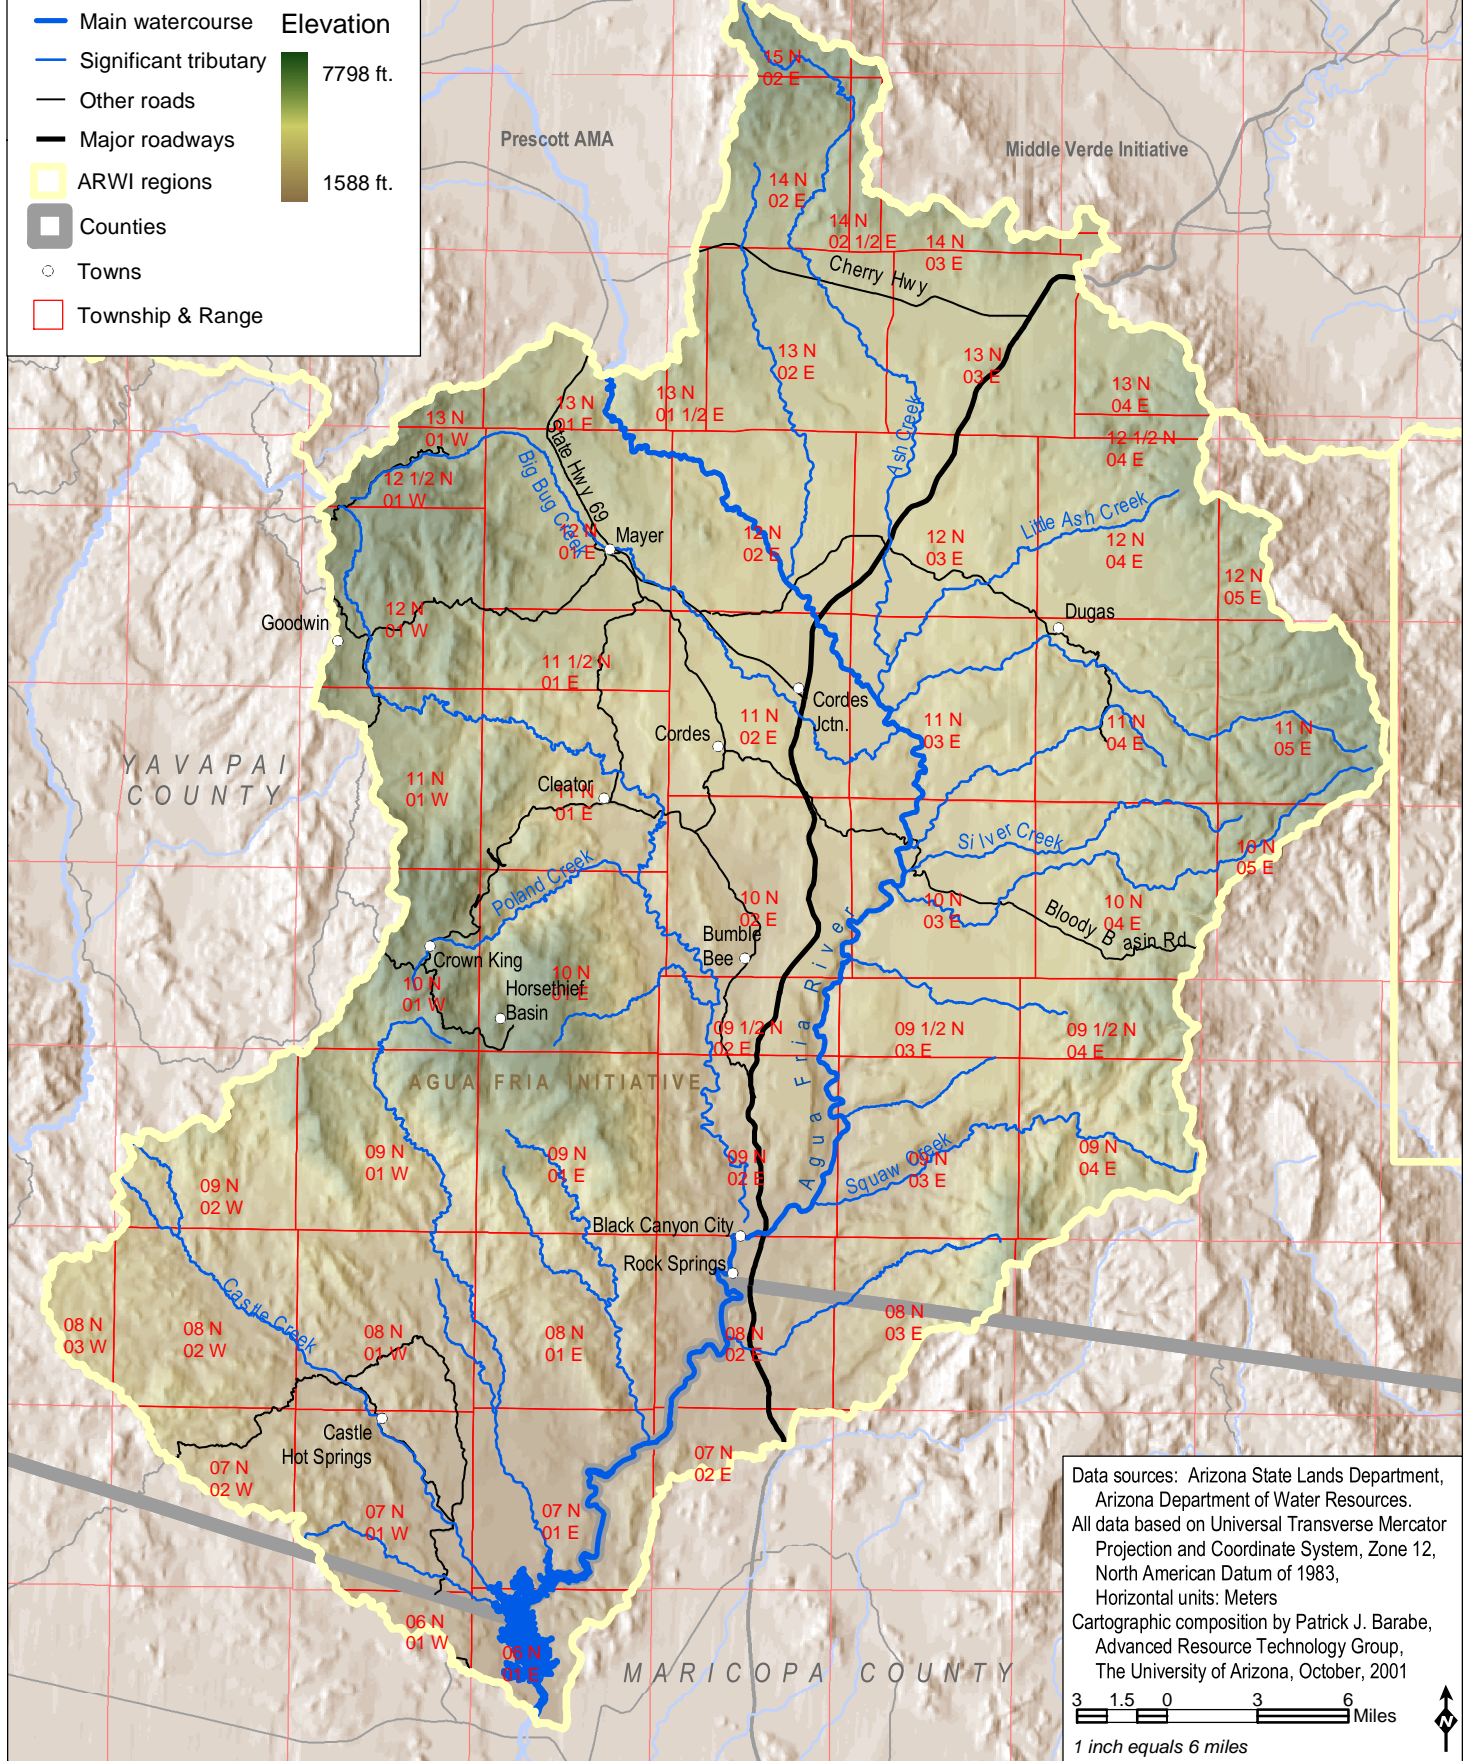 Main watercourse
Significant tributary
Other roads
Major roadways
ARWI regions
Counties
Towns
Township & Range
Elevation
7798 ft.
1588 ft.
Prescott AMA
Middle Verde Initiative
15 N
02 E
14 N
02 E
14 N
02 1/2 E
14 N
03 E
Cherry Hwy
13 N
02 E
13 N
03 E
13 N
04 E
13 N
01 1/2 E
13 N
01 E
13 N
01 W
12 1/2 N
04 E
12 1/2 N
01 W
State Hwy 69
Big Bug Creek
Ash Creek
Little Ash Creek
12 N
01 E
Mayer
12 N
02 E
12 N
03 E
12 N
04 E
12 N
05 E
Goodwin
12 N
01 W
Dugas
11 1/2 N
01 E
Cordes
Jctn.
11 N
02 E
11 N
03 E
11 N
04 E
11 N
05 E
Cordes
YAVAPAI
COUNTY
11 N
01 W
Cleator
11 N
01 E
Silver Creek
10 N
05 E
Poland Creek
10 N
02 E
10 N
03 E
10 N
04 E
Bloody Basin Rd
Bumble
Bee
Crown King
10 N
01 W
10 N
01 E
Horsethief
Basin
Agua Fria River
09 1/2 N
02 E
09 1/2 N
03 E
09 1/2 N
04 E
AGUA FRIA INITIATIVE
09 N
02 W
09 N
01 W
09 N
01 E
09 N
02 E
09 N
03 E
09 N
04 E
Squaw Creek
Black Canyon City
Rock Springs
Castle Creek
08 N
03 W
08 N
02 W
08 N
01 W
08 N
01 E
08 N
02 E
08 N
03 E
Castle
Hot Springs
07 N
02 W
07 N
01 W
07 N
01 E
07 N
02 E
06 N
01 W
06 N
01 E
MARICOPA COUNTY
Data sources: Arizona State Lands Department,
Arizona Department of Water Resources.
All data based on Universal Transverse Mercator
Projection and Coordinate System, Zone 12,
North American Datum of 1983,
Horizontal units: Meters
Cartographic composition by Patrick J. Barabe,
Advanced Resource Technology Group,
The University of Arizona, October, 2001
3 1.5 0 3 6
Miles
N
1 inch equals 6 miles